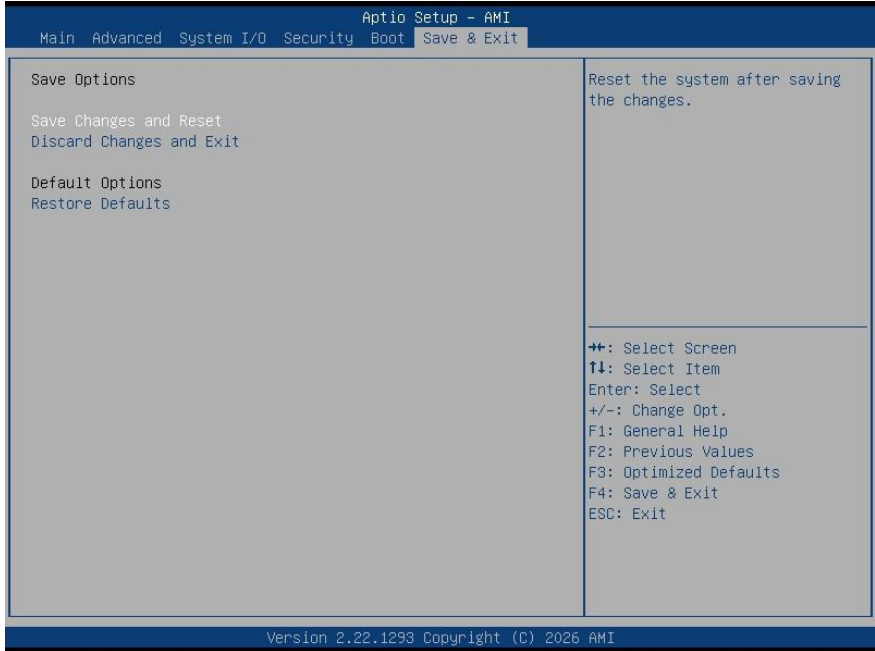 Aptio Setup – AMI
Main Advanced System I/O Security Boot Save & Exit
Save Options
Save Changes and Reset
Discard Changes and Exit
Default Options
Restore Defaults
Reset the system after saving
the changes.
→←: Select Screen
↑↓: Select Item
Enter: Select
+/-: Change Opt.
F1: General Help
F2: Previous Values
F3: Optimized Defaults
F4: Save & Exit
ESC: Exit
Version 2.22.1293 Copyright (C) 2026 AMI